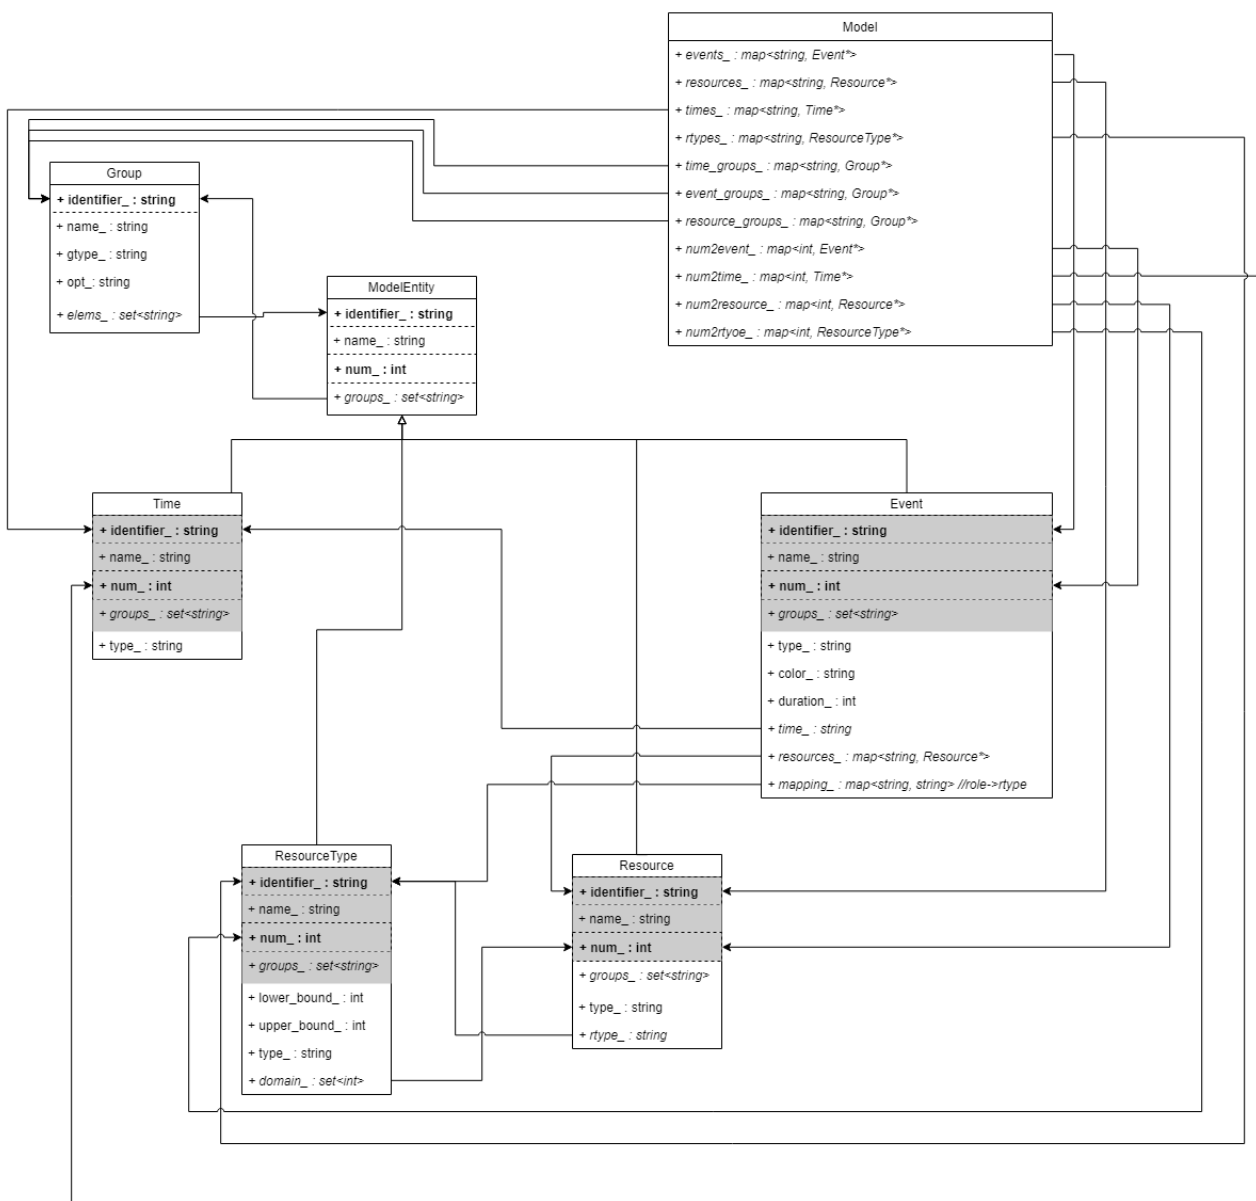 Model
+ events_ : map<string, Event*>
+ resources_ : map<string, Resource*>
+ times_ : map<string, Time*>
+ rtypes_ : map<string, ResourceType*>
+ time_groups_ : map<string, Group*>
+ event_groups_ : map<string, Group*>
+ resource_groups_ : map<string, Group*>
+ num2event_ : map<int, Event*>
+ num2time_ : map<int, Time*>
+ num2resource_ : map<int, Resource*>
+ num2rtyoe_ : map<int, ResourceType*>
Group
+ identifier_ : string
+ name_ : string
+ gtype_ : string
+ opt_: string
+ elems_ : set<string>
ModelEntity
+ identifier_ : string
+ name_ : string
+ num_ : int
+ groups_ : set<string>
Time
+ identifier_ : string
+ name_ : string
+ num_ : int
+ groups_ : set<string>
+ type_ : string
Event
+ identifier_ : string
+ name_ : string
+ num_ : int
+ groups_ : set<string>
+ type_ : string
+ color_ : string
+ duration_ : int
+ time_ : string
+ resources_ : map<string, Resource*>
+ mapping_ : map<string, string> //role->rtype
ResourceType
+ identifier_ : string
+ name_ : string
+ num_ : int
+ groups_ : set<string>
+ lower_bound_ : int
+ upper_bound_ : int
+ type_ : string
+ domain_ : set<int>
Resource
+ identifier_ : string
+ name_ : string
+ num_ : int
+ groups_ : set<string>
+ type_ : string
+ rtype_ : string